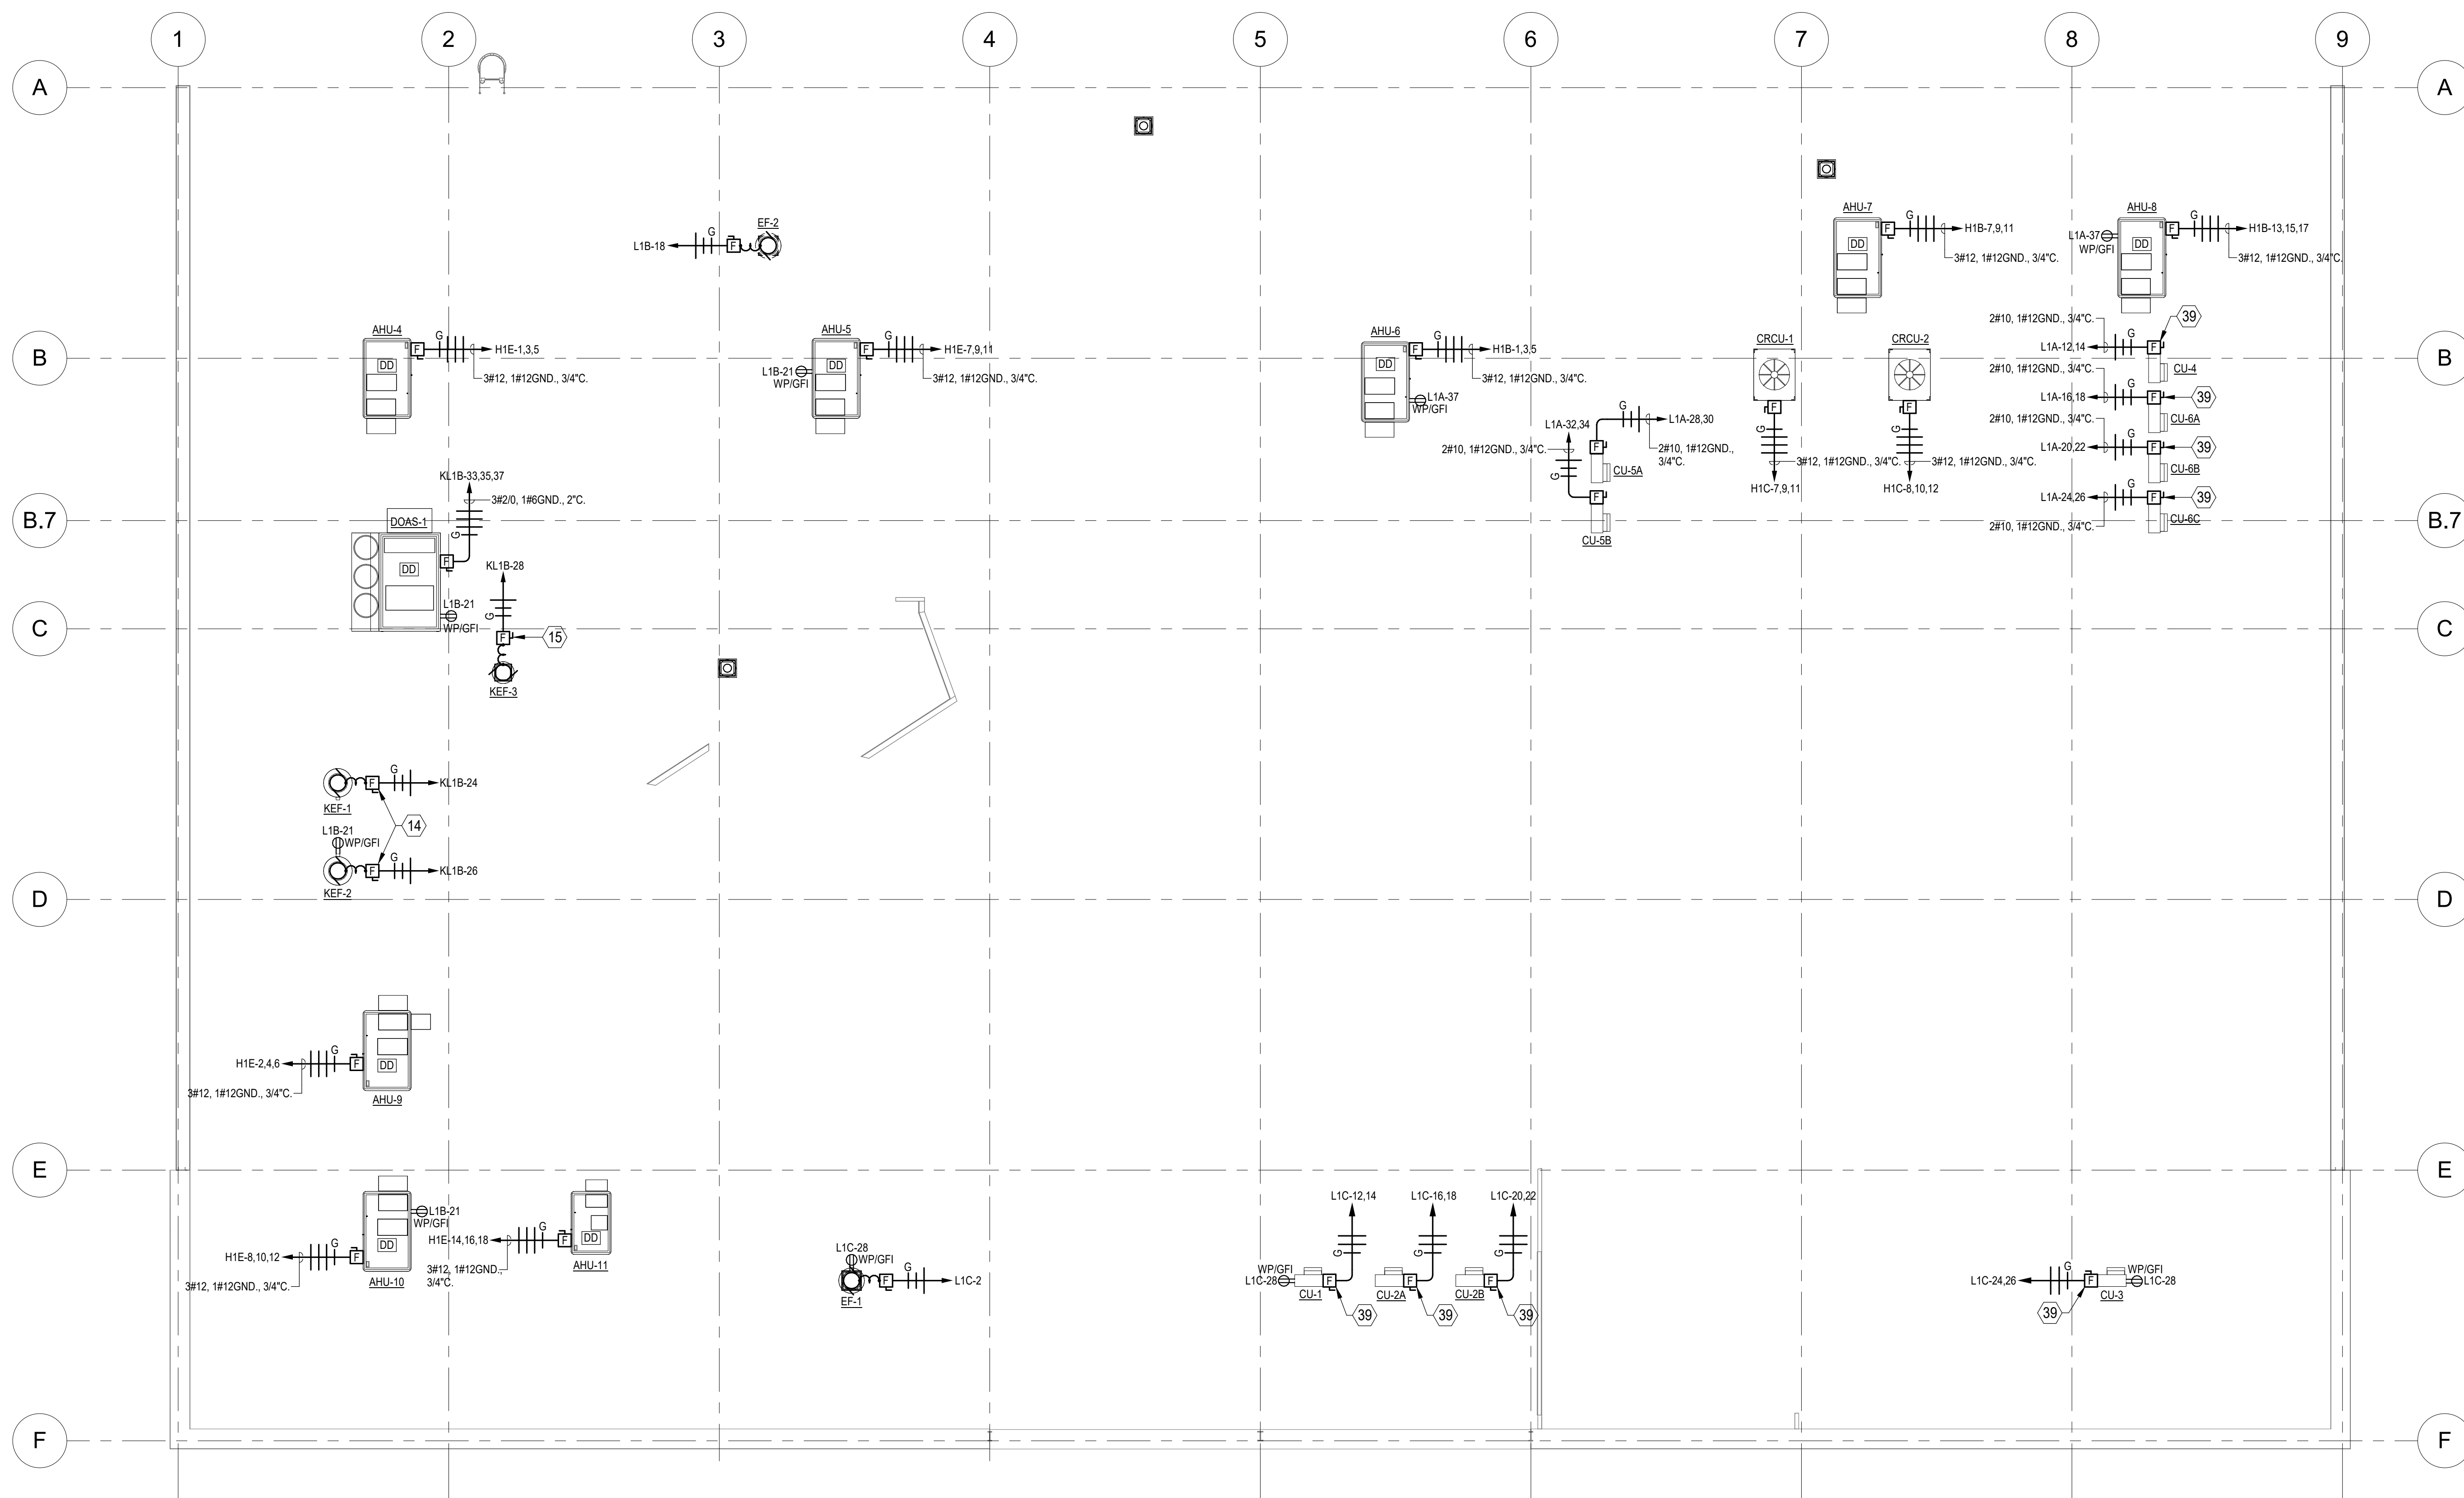 1 2 3 4 5 6 7 8 9
A A
EF-2
G
L1B-18
F
AHU-7
G
F
H1B-7,9,11
DD
3#12, 1#12GND., 3/4"C.
AHU-8
G
L1A-37
WP/GFI
F
H1B-13,15,17
DD
3#12, 1#12GND., 3/4"C.
AHU-4
G
F
H1E-1,3,5
DD
3#12, 1#12GND., 3/4"C.
AHU-5
G
F
H1E-7,9,11
L1B-21
WP/GFI
DD
3#12, 1#12GND., 3/4"C.
AHU-6
G
F
H1B-1,3,5
DD
3#12, 1#12GND., 3/4"C.
L1A-37
WP/GFI
CRCU-1
F
G
3#12, 1#12GND., 3/4"C.
H1C-7,9,11
CRCU-2
F
G
3#12, 1#12GND., 3/4"C.
H1C-8,10,12
B B
2#10, 1#12GND., 3/4"C.
39
G
L1A-12,14
F
CU-4
2#10, 1#12GND., 3/4"C.
G
L1A-16,18
F
39
CU-6A
2#10, 1#12GND., 3/4"C.
G
L1A-20,22
F
39
CU-6B
G
L1A-24,26
F
39
CU-6C
2#10, 1#12GND., 3/4"C.
G
L1A-28,30
2#10, 1#12GND.,
3/4"C.
F
CU-5A
L1A-32,34
2#10, 1#12GND., 3/4"C.
G
F
CU-5B
B.7 B.7
KL1B-33,35,37
3#2/0, 1#6GND., 2"C.
G
DOAS-1
F
DD
L1B-21
WP/GFI
KL1B-28
G
F
15
KEF-3
C C
G
F
KL1B-24
KEF-1
14
L1B-21
WP/GFI
G
F
KL1B-26
KEF-2
D D
G
H1E-2,4,6
F
DD
3#12, 1#12GND., 3/4"C.
AHU-9
E E
L1B-21
WP/GFI
G
H1E-8,10,12
F
DD
3#12, 1#12GND., 3/4"C.
AHU-10
G
H1E-14,16,18
F
DD
3#12, 1#12GND.,
3/4"C.
AHU-11
L1C-28
WP/GFI
G
F
L1C-2
EF-1
L1C-12,14
G
WP/GFI
L1C-28
F
CU-1
39
L1C-16,18
G
F
CU-2A
39
L1C-20,22
G
F
CU-2B
39
G
L1C-24,26
F
WP/GFI
L1C-28
CU-3
39
F F